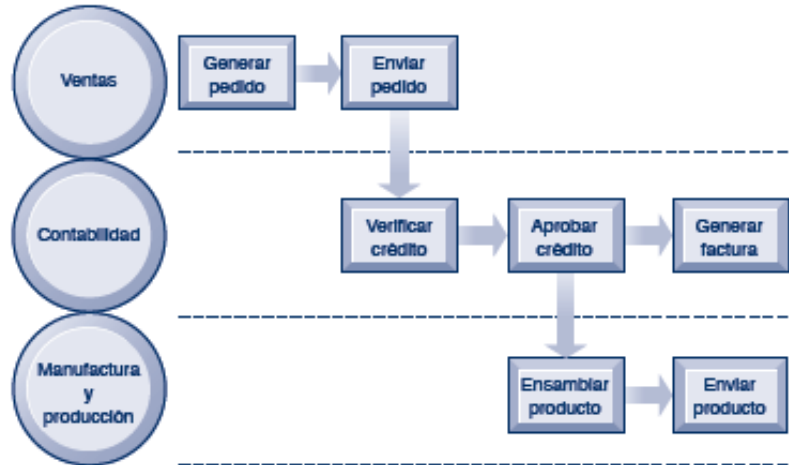 Ventas
Generar
pedido
Enviar
pedido
Contabilidad
Verificar
crédito
Aprobar
crédito
Generar
factura
Manufactura
y
producción
Ensamblar
producto
Enviar
producto